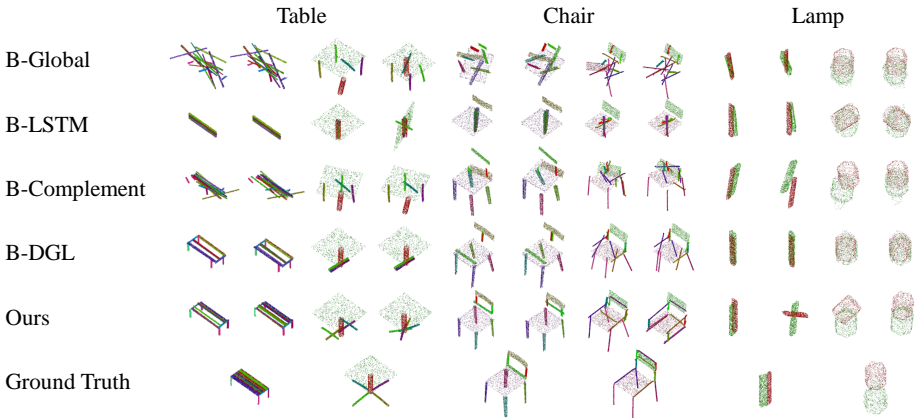 Table Chair Lamp
B-Global
B-LSTM
B-Complement
B-DGL
Ours
Ground Truth